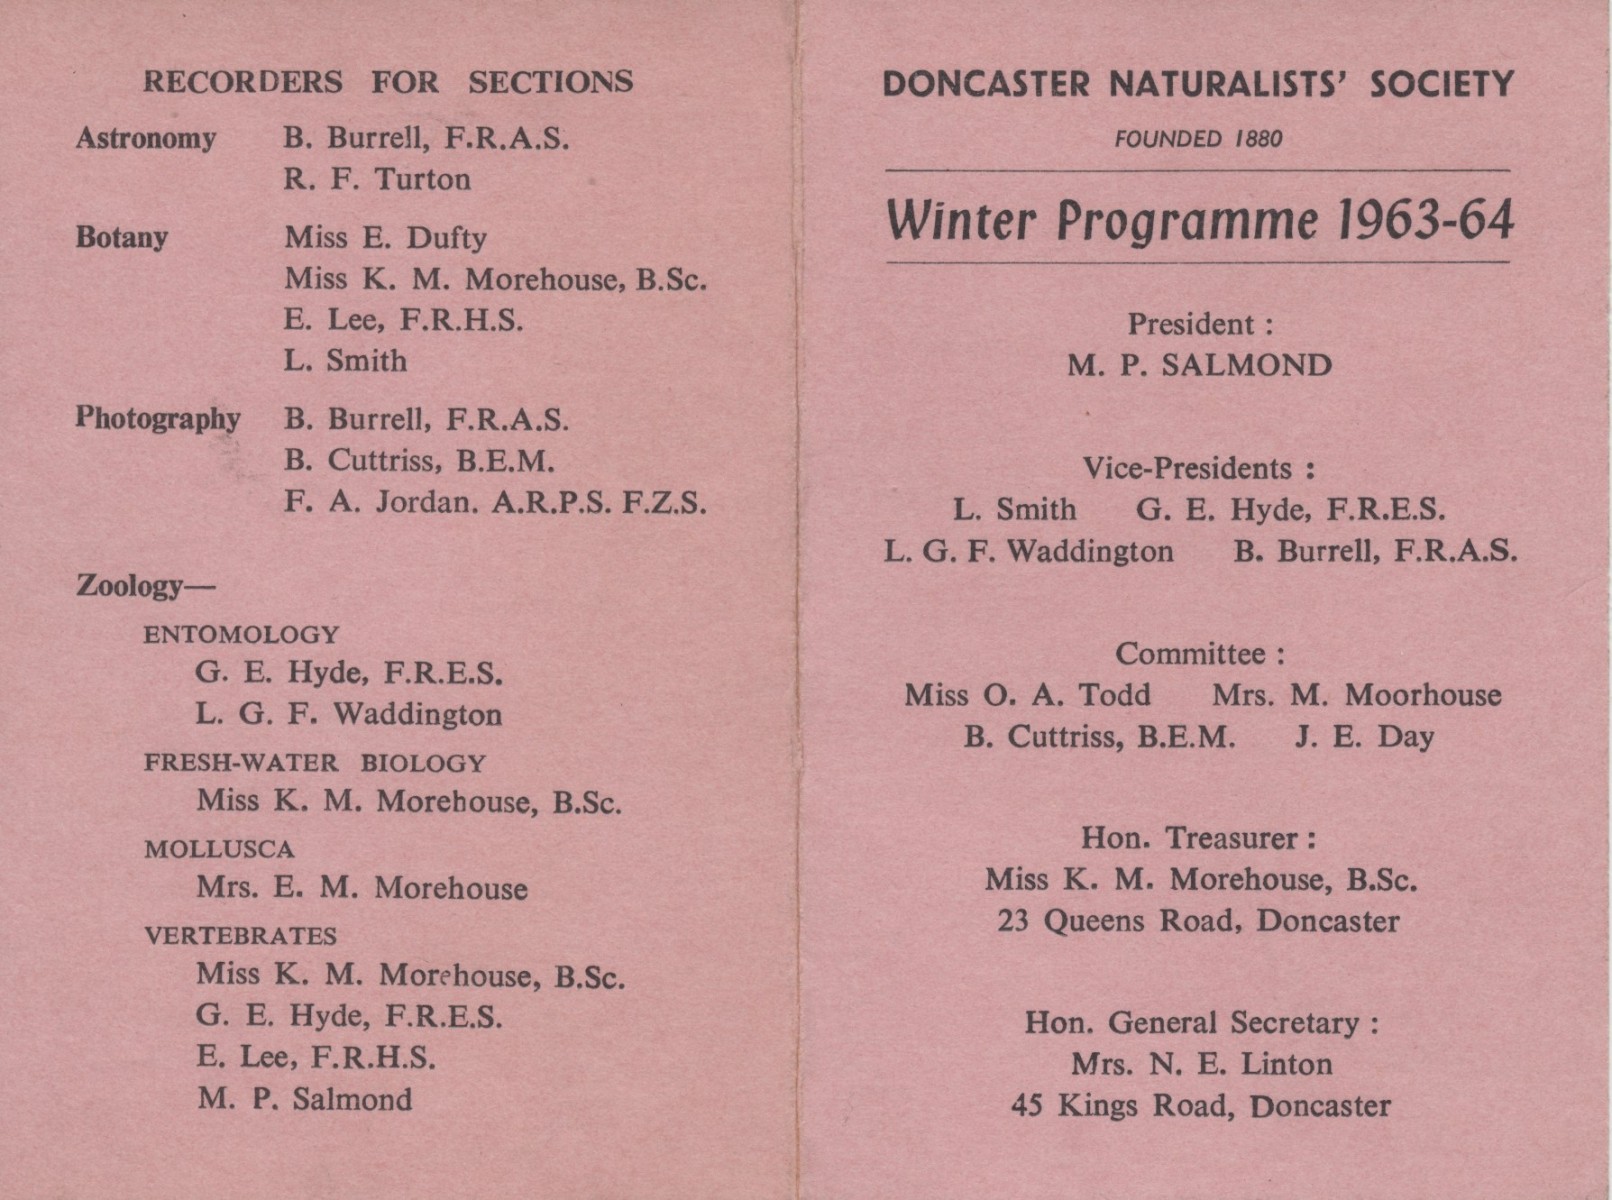 RECORDERS FOR SECTIONS
Astronomy B. Burrell, F.R.A.S.
R. F. Turton
Botany Miss E. Dufty
Miss K. M. Morehouse, B.Sc.
E. Lee, F.R.H.S.
L. Smith
Photography B. Burrell, F.R.A.S.
B. Cuttriss, B.E.M.
F. A. Jordan. A.R.P.S. F.Z.S.
Zoology—
ENTOMOLOGY
G. E. Hyde, F.R.E.S.
L. G. F. Waddington
FRESH-WATER BIOLOGY
Miss K. M. Morehouse, B.Sc.
MOLLUSCA
Mrs. E. M. Morehouse
VERTEBRATES
Miss K. M. Morehouse, B.Sc.
G. E. Hyde, F.R.E.S.
E. Lee, F.R.H.S.
M. P. Salmond
DONCASTER NATURALISTS' SOCIETY
FOUNDED 1880
Winter Programme 1963-64
President :
M. P. SALMOND
Vice-Presidents :
L. Smith G. E. Hyde, F.R.E.S.
L. G. F. Waddington B. Burrell, F.R.A.S.
Committee :
Miss O. A. Todd Mrs. M. Moorhouse
B. Cuttriss, B.E.M. J. E. Day
Hon. Treasurer :
Miss K. M. Morehouse, B.Sc.
23 Queens Road, Doncaster
Hon. General Secretary :
Mrs. N. E. Linton
45 Kings Road, Doncaster